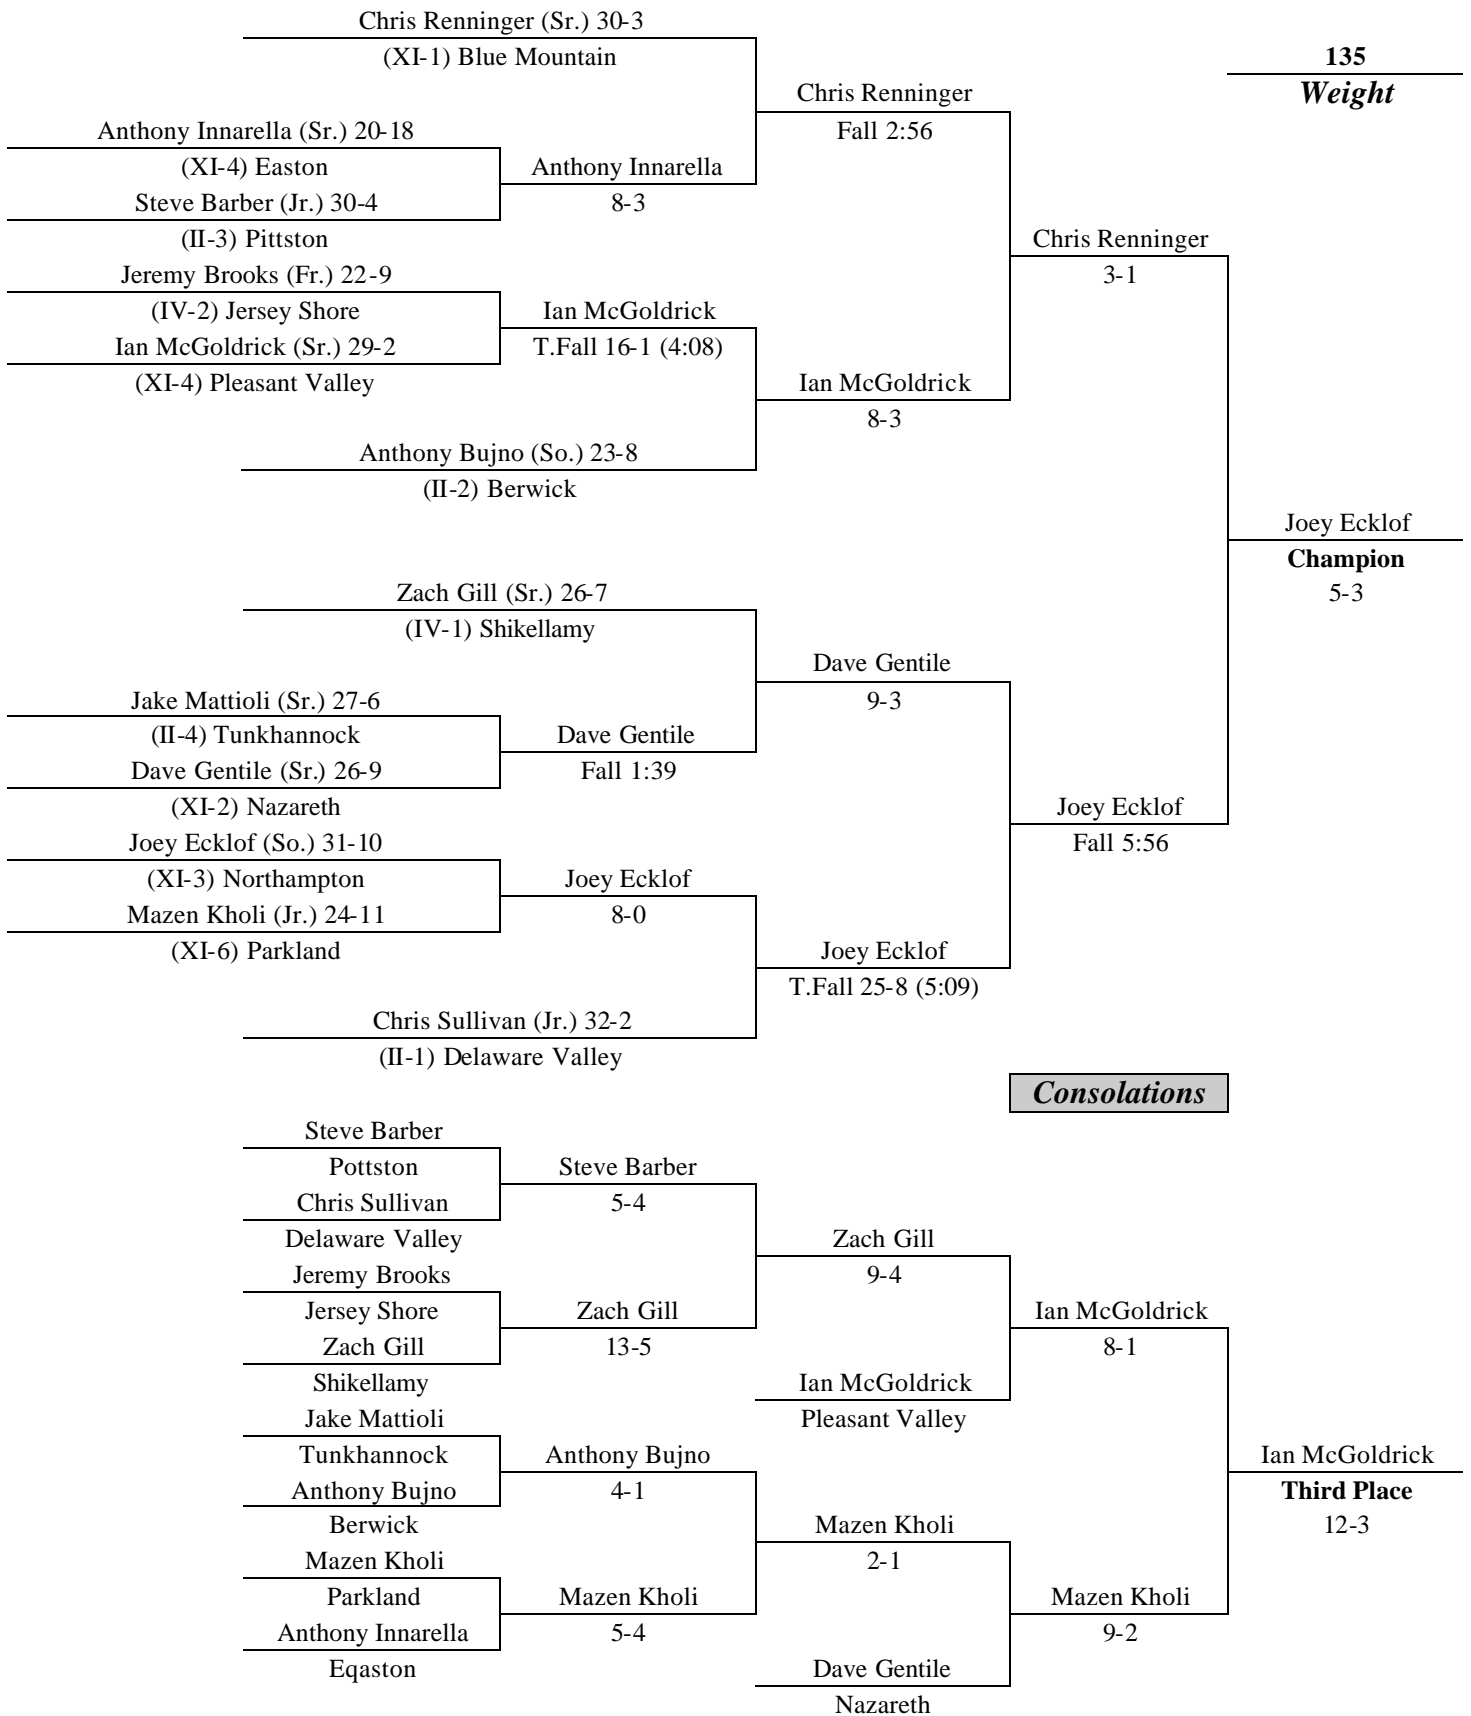 Chris Renninger (Sr.) 30-3
(XI-1) Blue Mountain
135
Weight
Chris Renninger
Fall 2:56
Anthony Innarella (Sr.) 20-18
(XI-4) Easton
Anthony Innarella
Steve Barber (Jr.) 30-4
8-3
(II-3) Pittston
Chris Renninger
3-1
Jeremy Brooks (Fr.) 22-9
(IV-2) Jersey Shore
Ian McGoldrick
Ian McGoldrick (Sr.) 29-2
T.Fall 16-1 (4:08)
(XI-4) Pleasant Valley
Ian McGoldrick
8-3
Anthony Bujno (So.) 23-8
(II-2) Berwick
Joey Ecklof
Champion
5-3
Zach Gill (Sr.) 26-7
(IV-1) Shikellamy
Dave Gentile
9-3
Jake Mattioli (Sr.) 27-6
(II-4) Tunkhannock
Dave Gentile
Dave Gentile (Sr.) 26-9
Fall 1:39
(XI-2) Nazareth
Joey Ecklof
Fall 5:56
Joey Ecklof (So.) 31-10
(XI-3) Northampton
Joey Ecklof
Mazen Kholi (Jr.) 24-11
8-0
(XI-6) Parkland
Joey Ecklof
T.Fall 25-8 (5:09)
Chris Sullivan (Jr.) 32-2
(II-1) Delaware Valley
Consolations
Steve Barber
Pottston
Steve Barber
Chris Sullivan
5-4
Delaware Valley
Zach Gill
9-4
Jeremy Brooks
Jersey Shore
Zach Gill
Ian McGoldrick
Zach Gill
13-5
8-1
Shikellamy
Ian McGoldrick
Pleasant Valley
Jake Mattioli
Tunkhannock
Anthony Bujno
Ian McGoldrick
Anthony Bujno
4-1
Third Place
Berwick
Mazen Kholi
12-3
2-1
Mazen Kholi
Parkland
Mazen Kholi
Mazen Kholi
Anthony Innarella
5-4
9-2
Eqaston
Dave Gentile
Nazareth